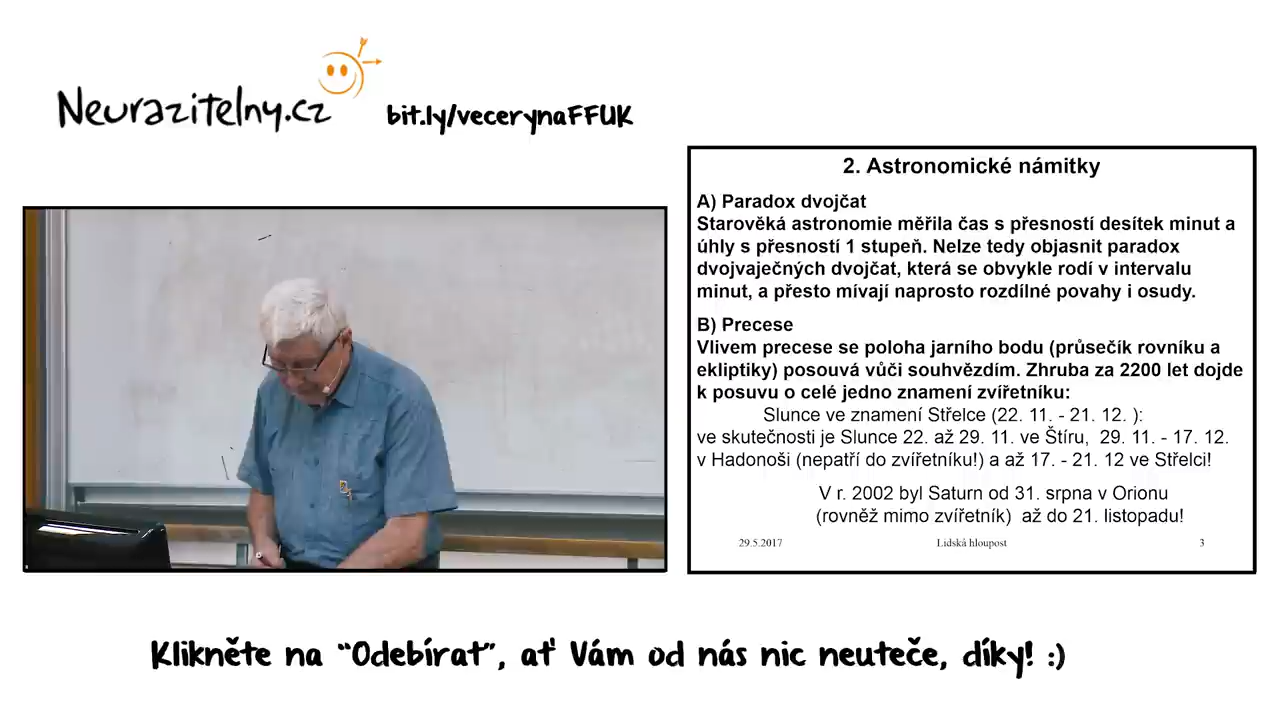 Neurazitelny.cz
bit.ly/vecerynaFFUK
2. Astronomické námitky
A) Paradox dvojčat
Starověká astronomie měřila čas s přesností desítek minut a
úhly s přesností 1 stupeň. Nelze tedy objasnit paradox
dvojvaječných dvojčat, která se obvykle rodí v intervalu
minut, a přesto mívají naprosto rozdílné povahy i osudy.
B) Precese
Vlivem precese se poloha jarního bodu (průsečík rovníku a
ekliptiky) posouvá vůči souhvězdím. Zhruba za 2200 let dojde
k posuvu o celé jedno znamení zvířetníku:
Slunce ve znamení Střelce (22. 11. - 21. 12. ):
ve skutečnosti je Slunce 22. až 29. 11. ve Štíru, 29. 11. - 17. 12.
v Hadonoši (nepatří do zvířetníku!) a až 17. - 21. 12 ve Střelci!
V r. 2002 byl Saturn od 31. srpna v Orionu
(rovněž mimo zvířetník) až do 21. listopadu!
29.5.2017 Lidská hloupost 3
Klikněte na “Odebírat”, ať Vám od nás nic neuteče, díky! :)